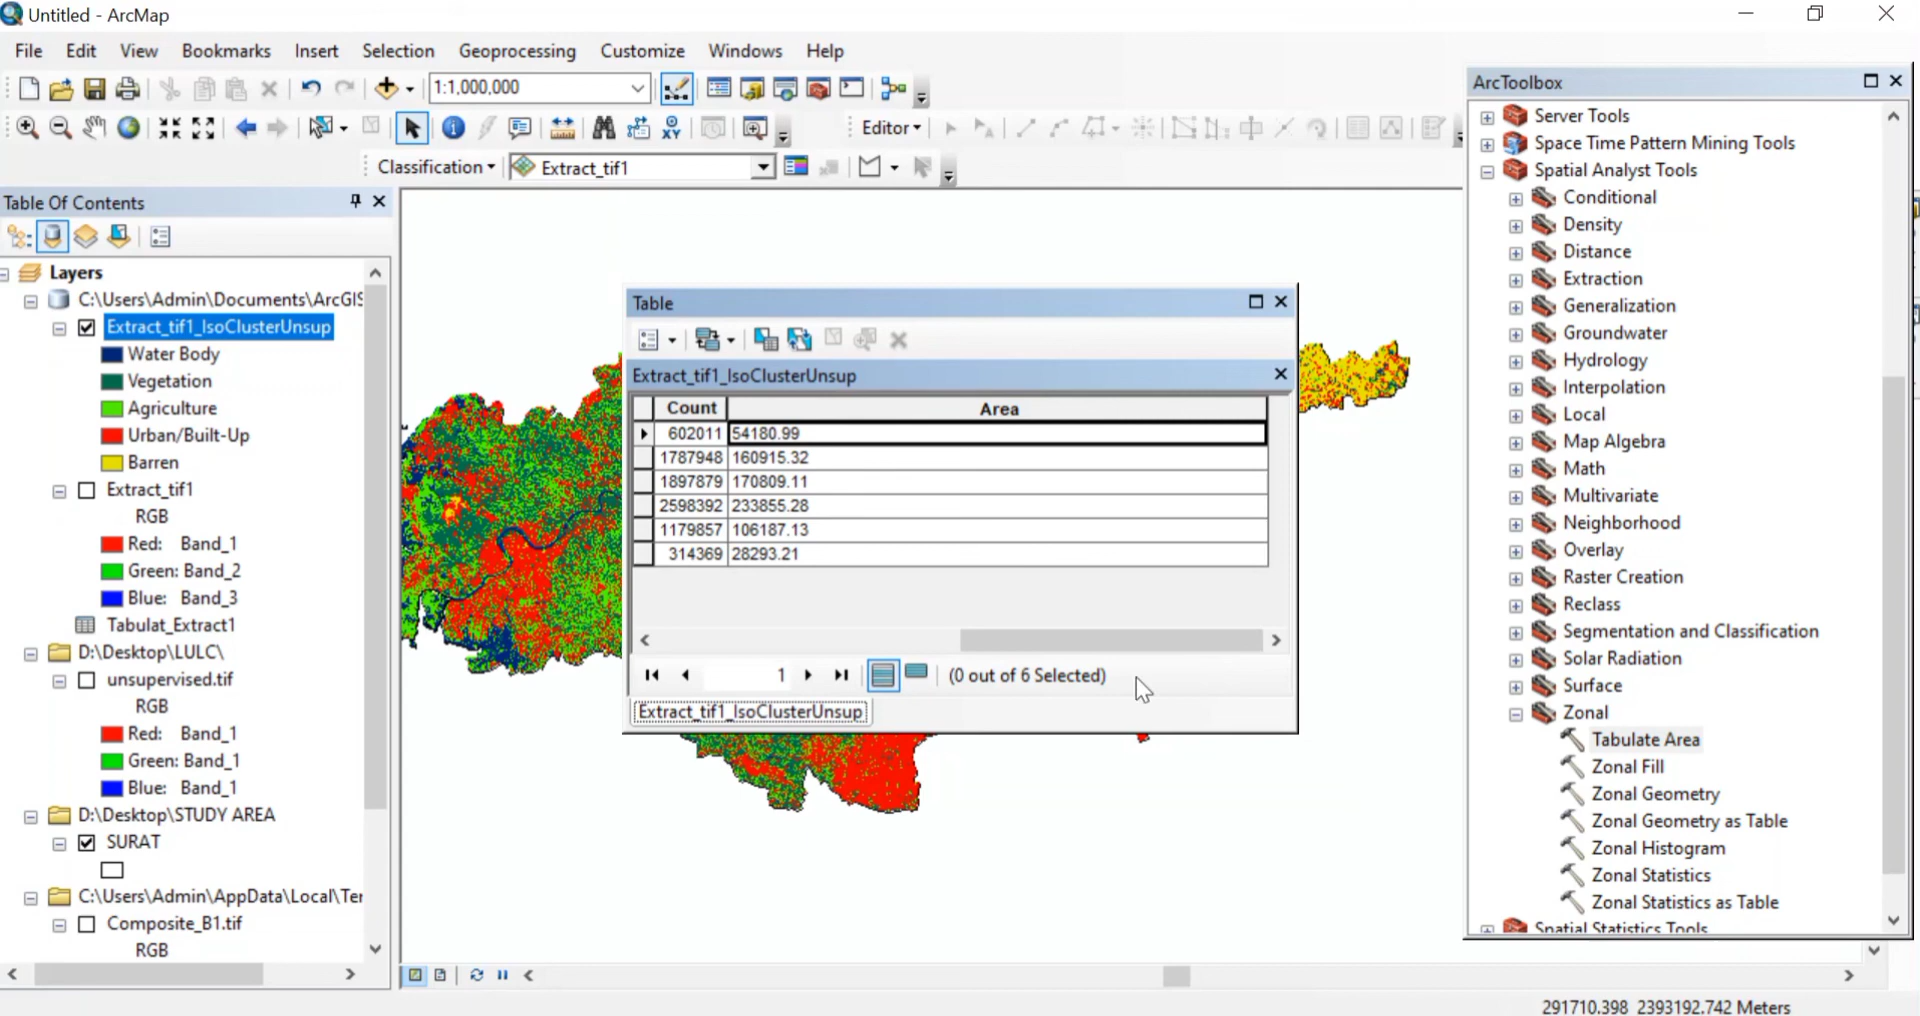 Untitled - ArcMap
File Edit View Bookmarks Insert Selection Geoprocessing Customize Windows Help
1:1,000,000
Editor
Classification Extract_tif1
Table Of Contents
Layers
C:\Users\Admin\Documents\ArcGIS
Extract_tif1_IsoClusterUnsup
Water Body
Vegetation
Agriculture
Urban/Built-Up
Barren
Extract_tif1
RGB
Red: Band_1
Green: Band_2
Blue: Band_3
Tabulat_Extract1
D:\Desktop\LULC\
unsupervised.tif
RGB
Red: Band_1
Green: Band_1
Blue: Band_1
D:\Desktop\STUDY AREA
SURAT
C:\Users\Admin\AppData\Local\Ter
Composite_B1.tif
RGB
Table
Extract_tif1_IsoClusterUnsup
Count Area
602011 54180.99
1787948 160915.32
1897879 170809.11
2598392 233855.28
1179857 106187.13
314369 28293.21
1 (0 out of 6 Selected)
Extract_tif1_IsoClusterUnsup
ArcToolbox
Server Tools
Space Time Pattern Mining Tools
Spatial Analyst Tools
Conditional
Density
Distance
Extraction
Generalization
Groundwater
Hydrology
Interpolation
Local
Map Algebra
Math
Multivariate
Neighborhood
Overlay
Raster Creation
Reclass
Segmentation and Classification
Solar Radiation
Surface
Zonal
Tabulate Area
Zonal Fill
Zonal Geometry
Zonal Geometry as Table
Zonal Histogram
Zonal Statistics
Zonal Statistics as Table
Spatial Statistics Tools
291710.398 2393192.742 Meters